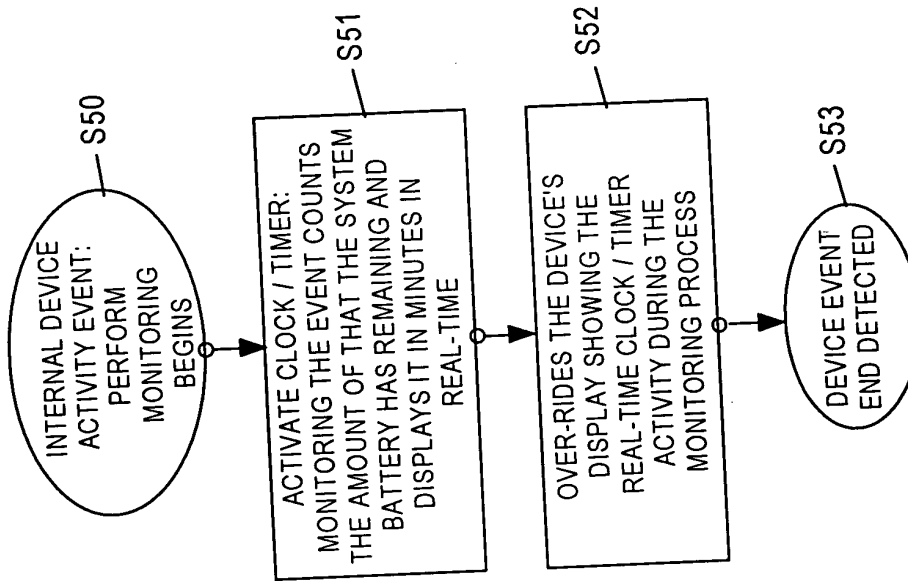 INTERNAL DEVICE
ACTIVITY EVENT:
PERFORM
MONITORING
BEGINS
S50
ACTIVATE CLOCK / TIMER:
MONITORING THE EVENT COUNTS
THE AMOUNT OF THAT THE SYSTEM
BATTERY HAS REMAINING AND
DISPLAYS IT IN MINUTES IN
REAL-TIME
S51
OVER-RIDES THE DEVICE'S
DISPLAY SHOWING THE
REAL-TIME CLOCK / TIMER
ACTIVITY DURING THE
MONITORING PROCESS
S52
DEVICE EVENT
END DETECTED
S53